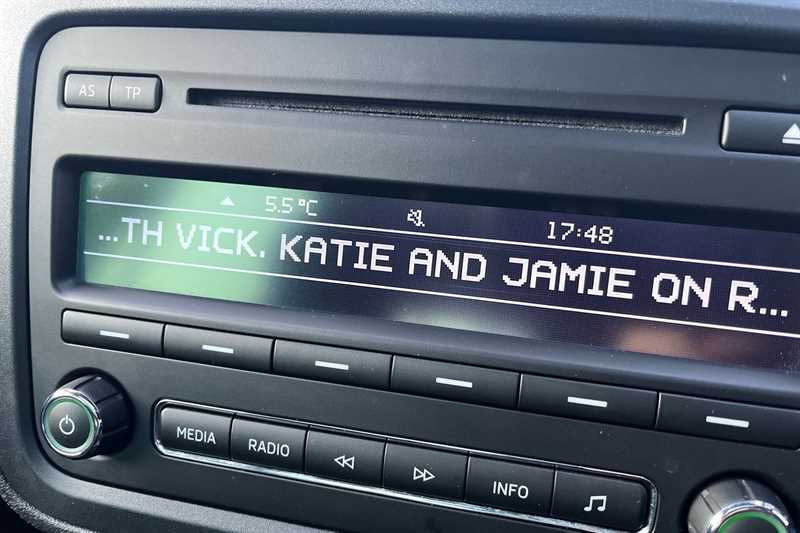 AS TP
5.5°C 17:48
...TH VICK. KATIE AND JAMIE ON R...
MEDIA RADIO INFO